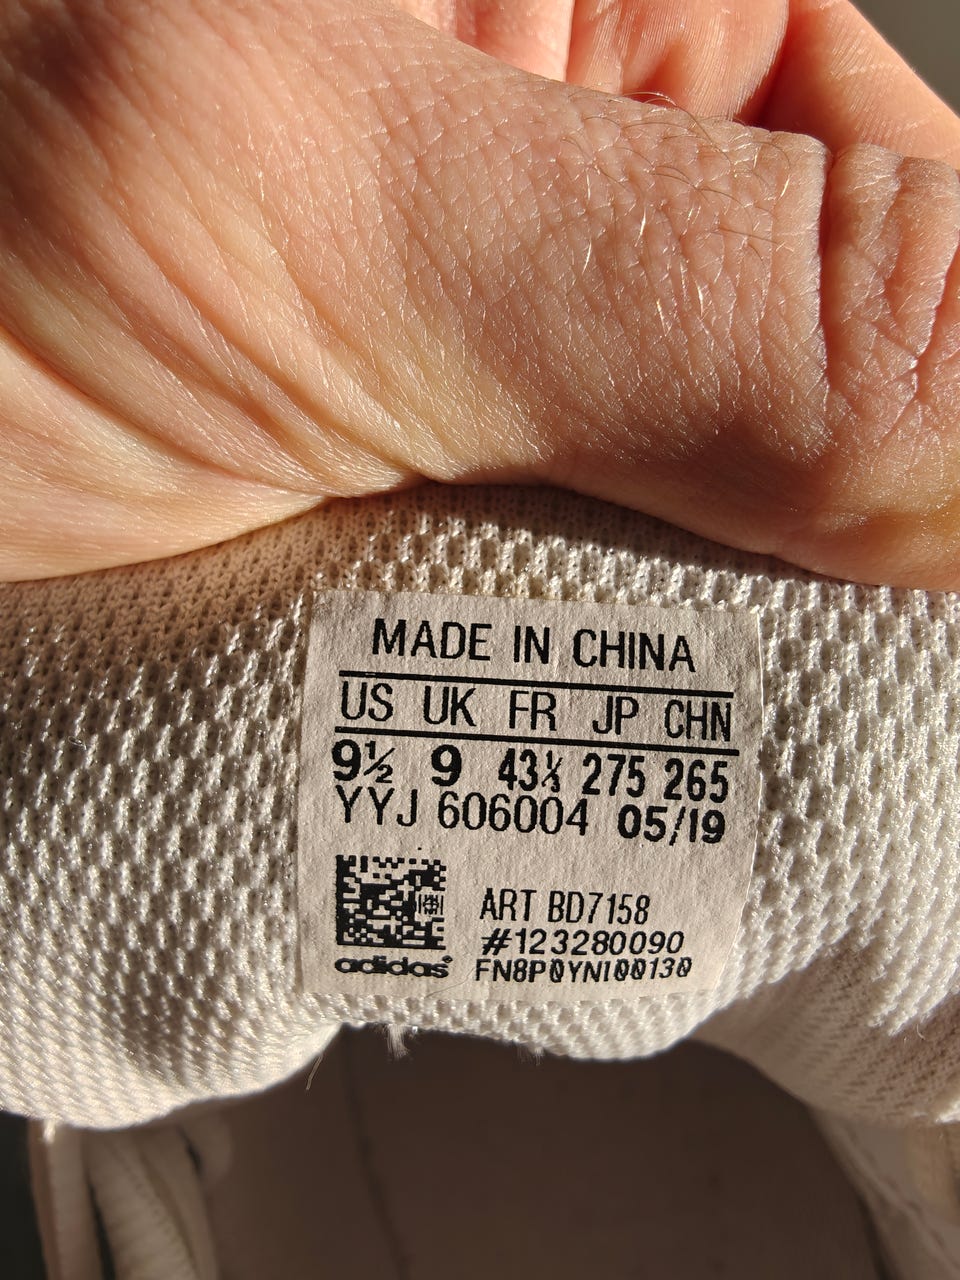 MADE IN CHINA
US UK FR JP CHN
9½ 9 43⅓ 275 265
YYJ 606004 05/19
ART BD7158
#123280090
adidas® FN8P0YNI00130